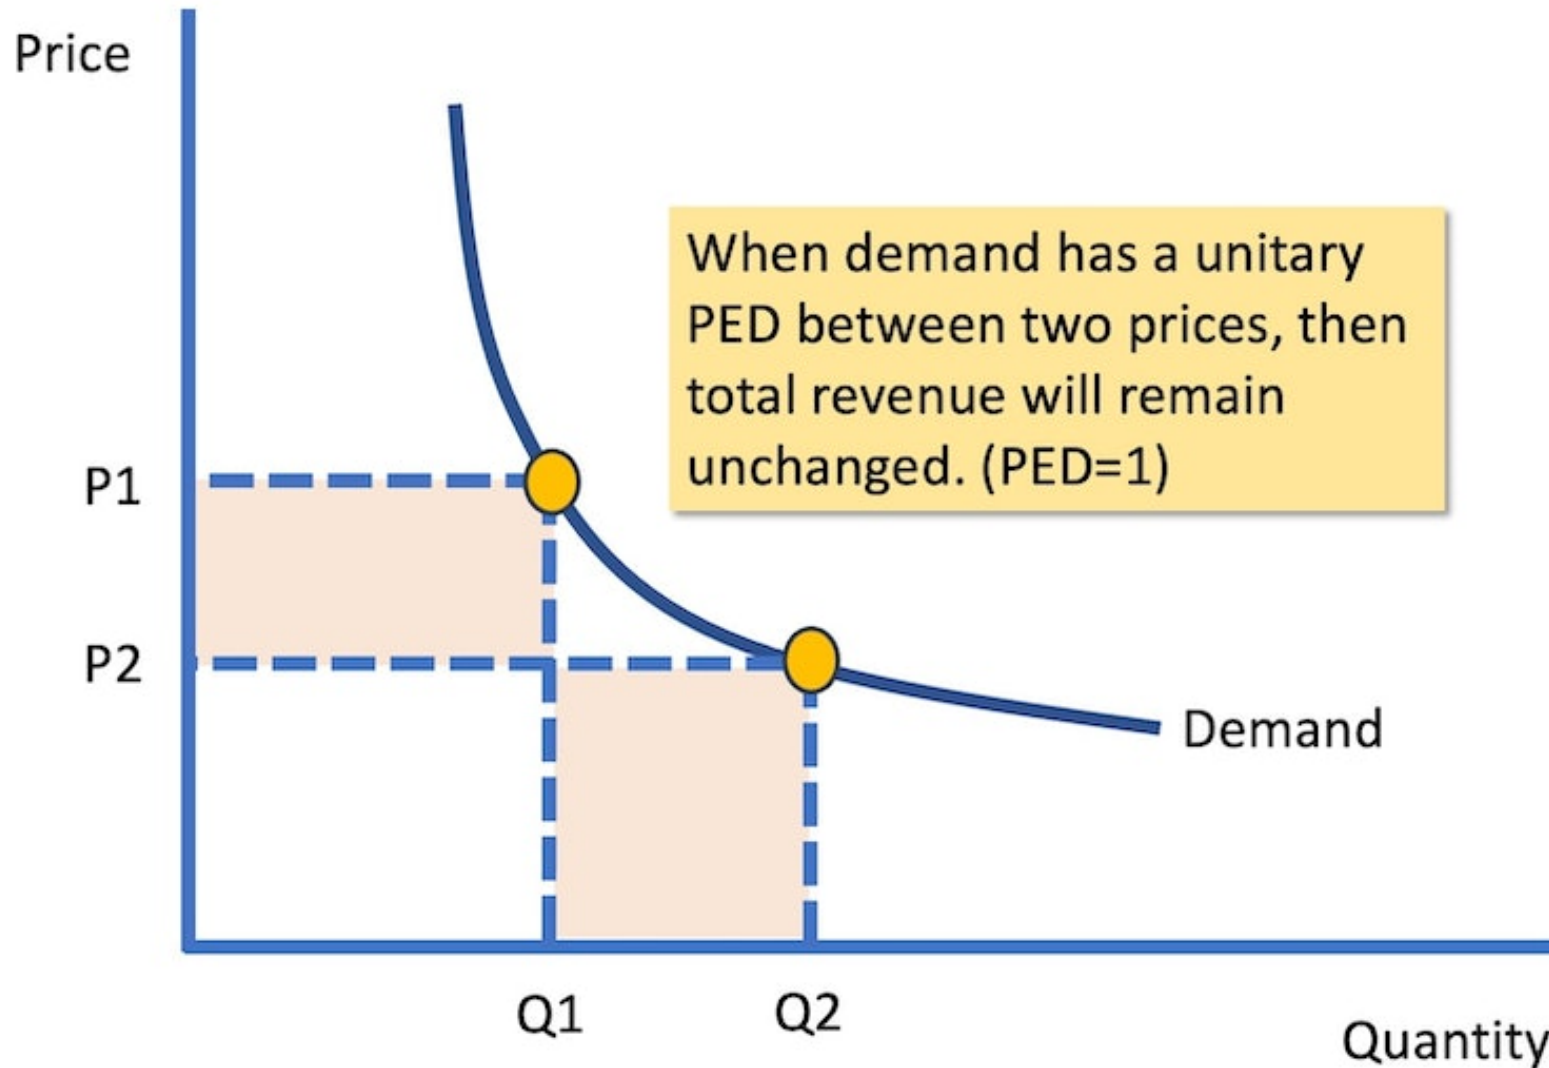 Price
When demand has a unitary
PED between two prices, then
total revenue will remain
unchanged. (PED=1)
P1
P2
Demand
Q1
Q2
Quantity